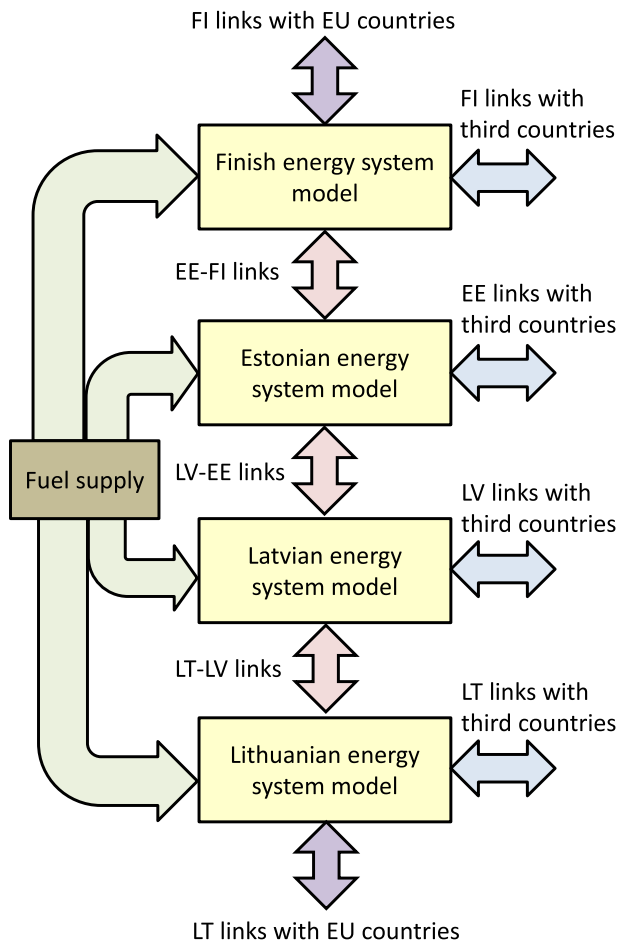 FI links with EU countries
FI links with
third countries
Finish energy system
model
EE-FI links
EE links with
third countries
Estonian energy
system model
Fuel supply
LV-EE links
LV links with
third countries
Latvian energy
system model
LT-LV links
LT links with
third countries
Lithuanian energy
system model
LT links with EU countries